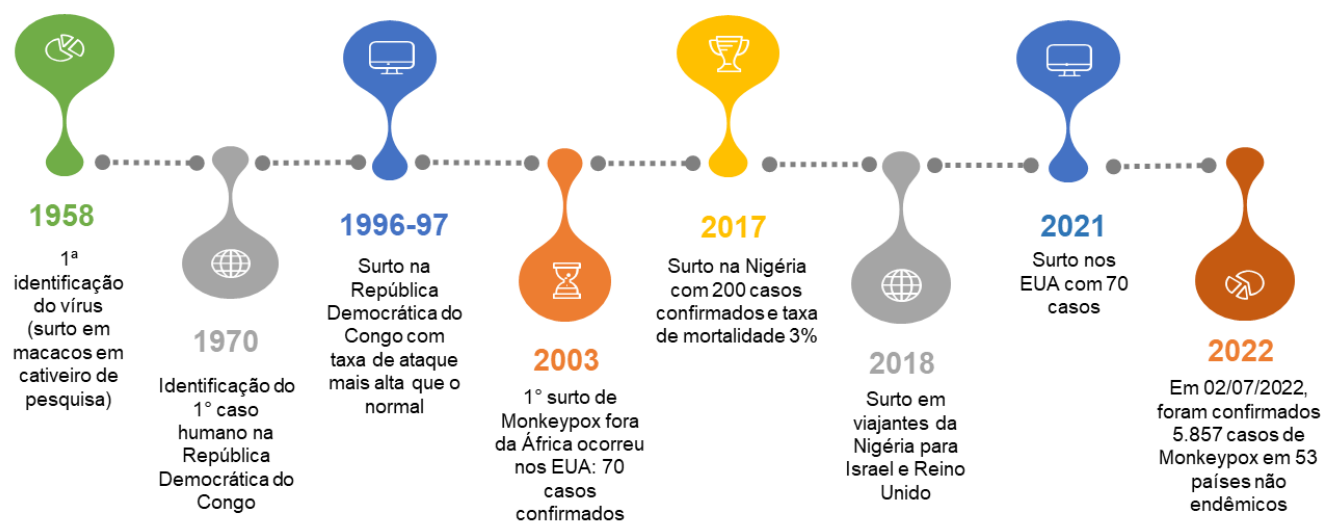 1958
1ª
identificação
do vírus
(surto em
macacos em
cativeiro de
pesquisa)
1970
Identificação do
1° caso
humano na
República
Democrática do
Congo
1996-97
Surto na
República
Democrática do
Congo com
taxa de ataque
mais alta que o
normal
2003
1° surto de
Monkeypox fora
da África ocorreu
nos EUA: 70
casos
confirmados
2017
Surto na Nigéria
com 200 casos
confirmados e taxa
de mortalidade 3%
2018
Surto em
viajantes da
Nigéria para
Israel e Reino
Unido
2021
Surto nos
EUA com 70
casos
2022
Em 02/07/2022,
foram confirmados
5.857 casos de
Monkeypox em 53
países não
endêmicos